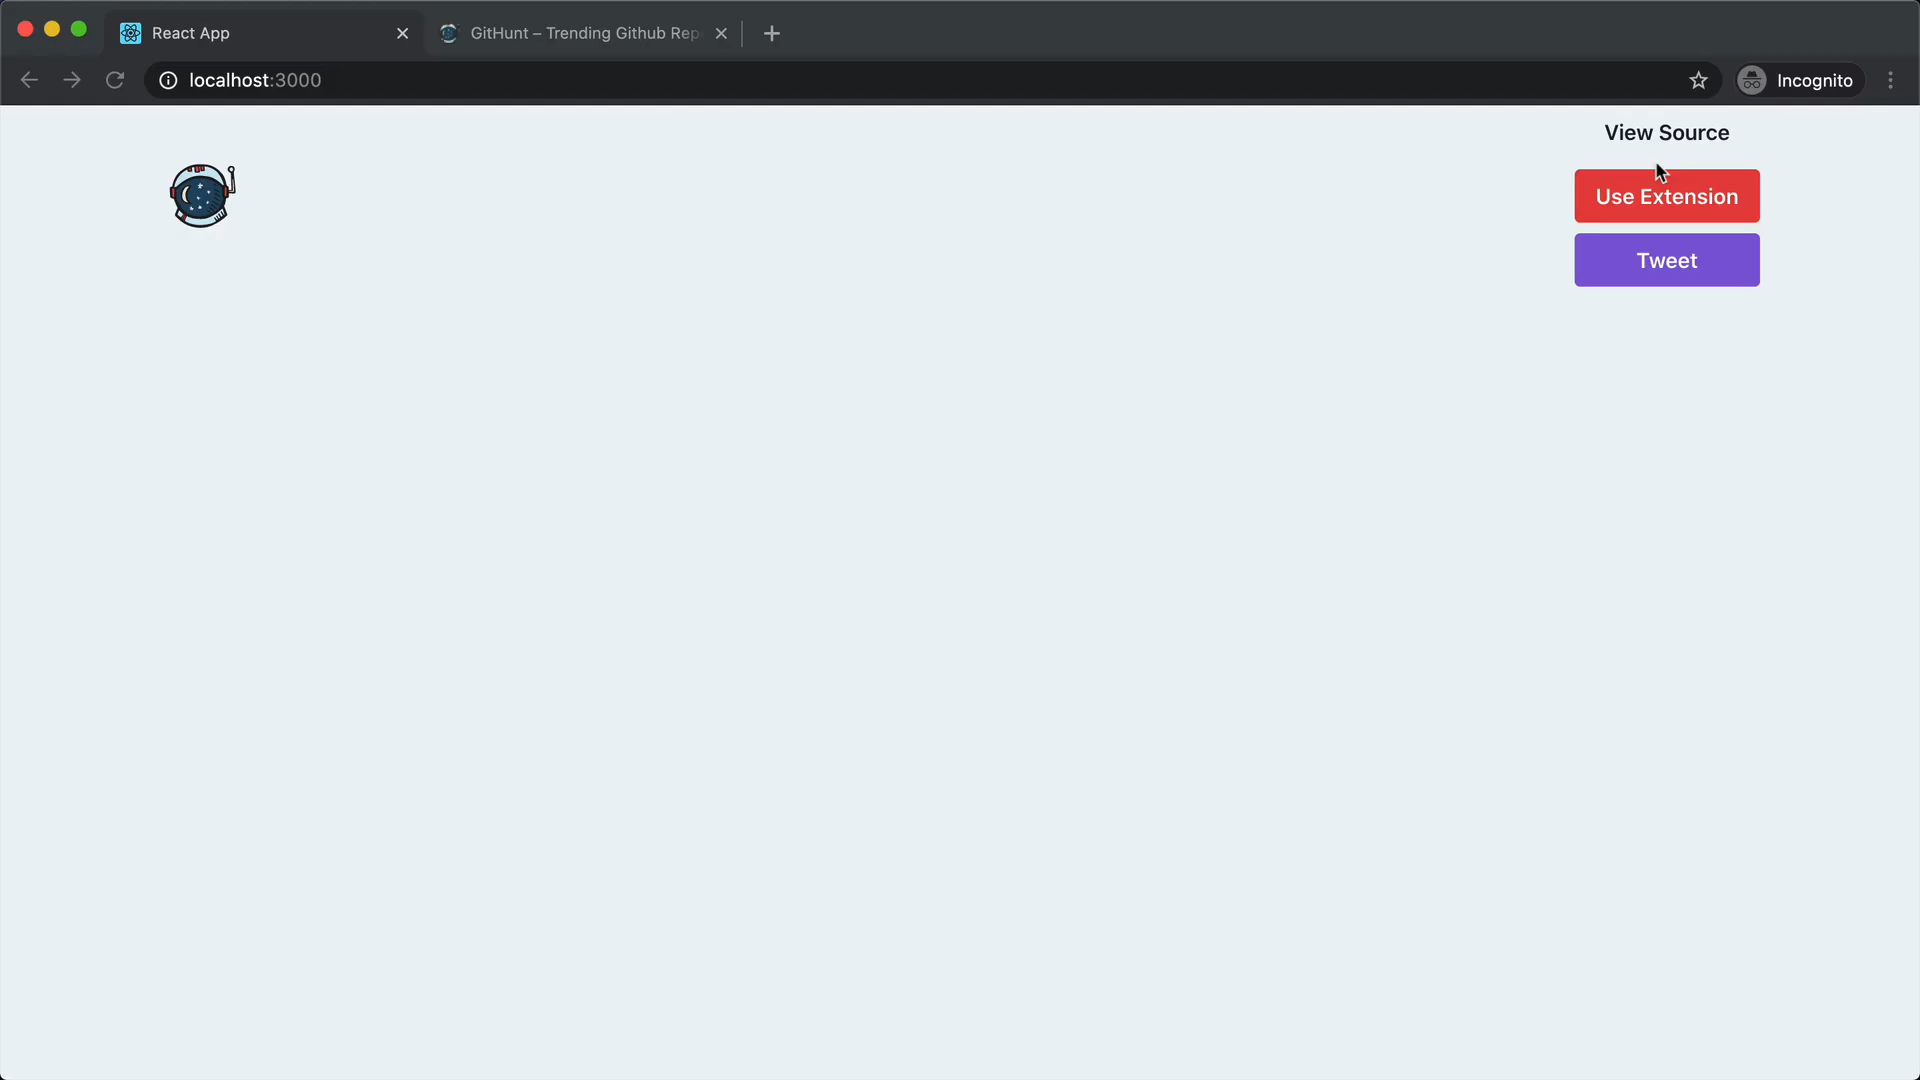 React App
GitHunt – Trending Github Rep
localhost:3000
Incognito
View Source
Use Extension
Tweet